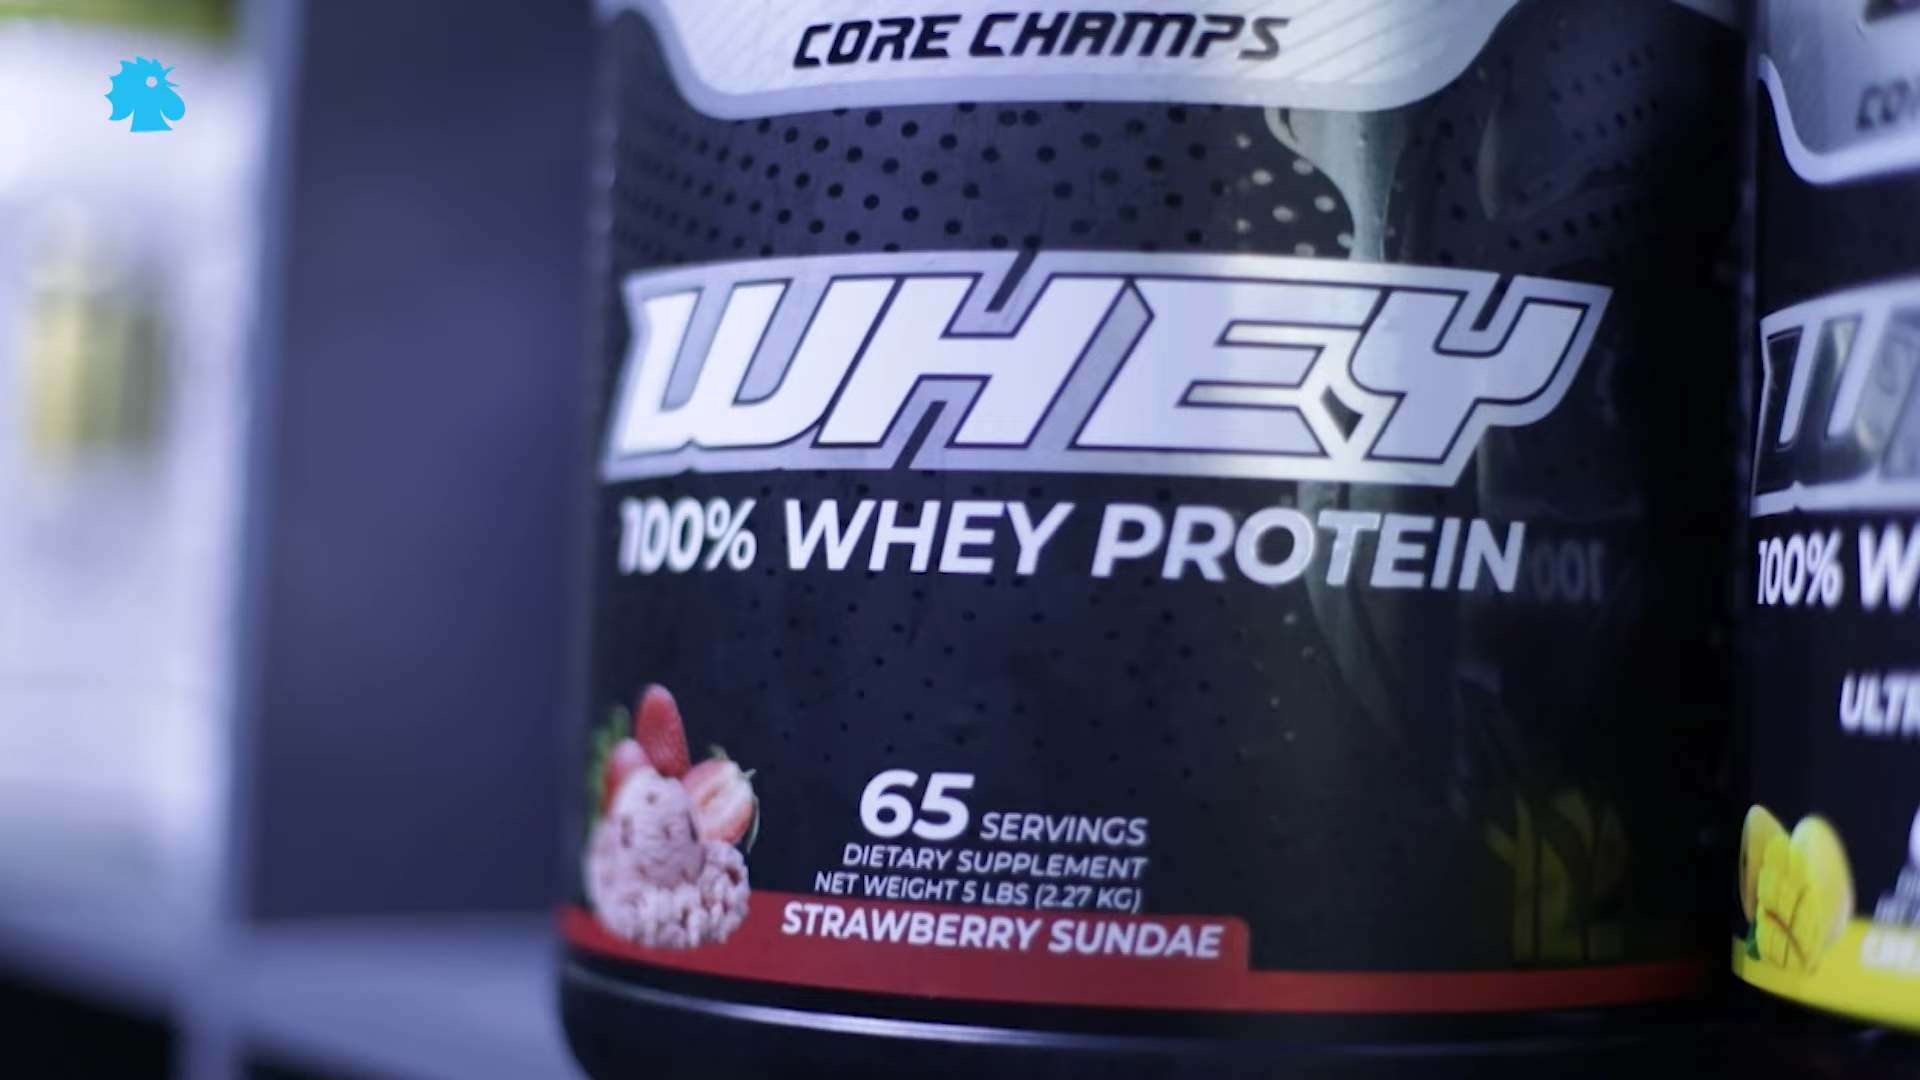 CORE CHAMPS
WHEY
100% WHEY PROTEIN
65 SERVINGS
DIETARY SUPPLEMENT
NET WEIGHT 5 LBS (2.27 KG)
STRAWBERRY SUNDAE
100%